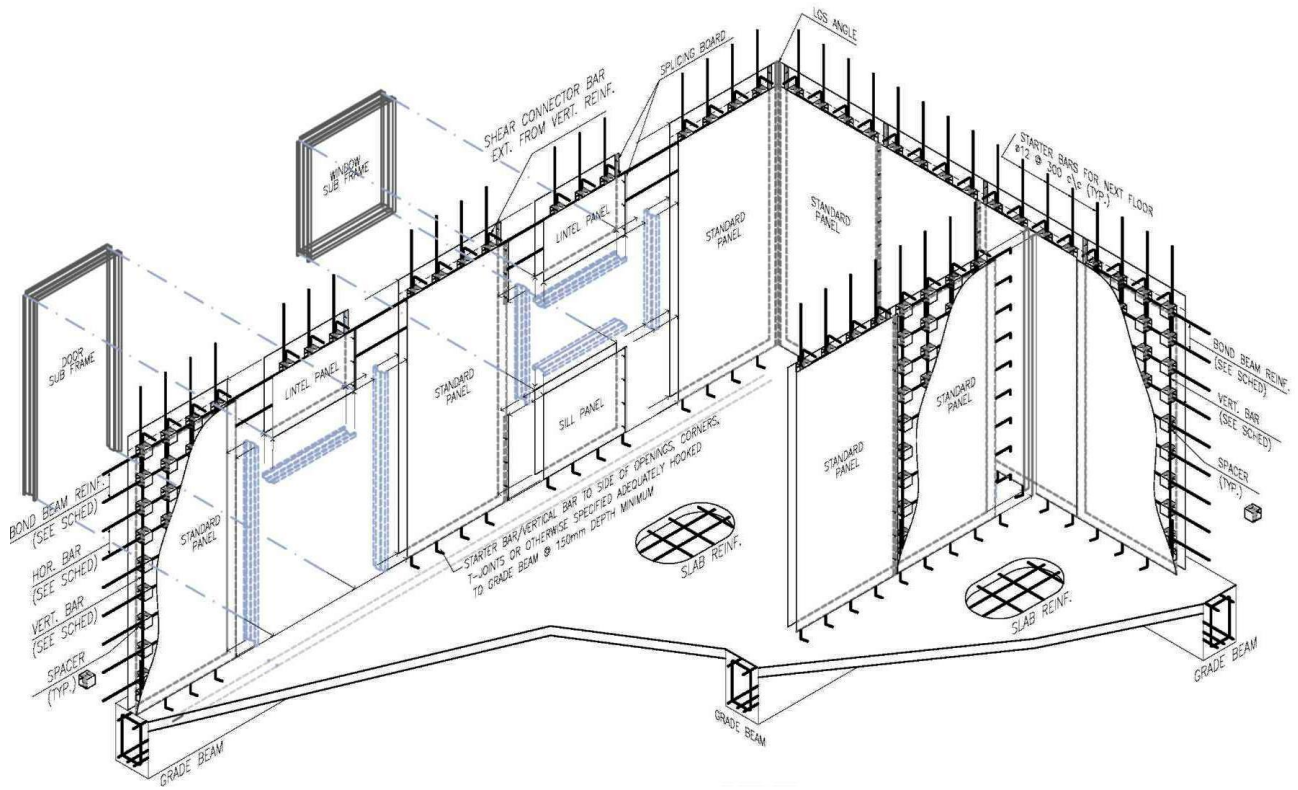 LGS ANGLE
SPLICING BOARD
SHEAR CONNECTOR BAR
EXT. FROM VERT. REINF.
STARTER BARS FOR NEXT FLOOR
ø12 @ 300 c\c (TYP.)
WINDOW
SUB FRAME
DOOR
SUB FRAME
LINTEL PANEL
STANDARD
PANEL
STANDARD
PANEL
LINTEL PANEL
STANDARD
PANEL
SILL PANEL
STANDARD
PANEL
STANDARD
PANEL
STANDARD
PANEL
BOND BEAM REINF.
(SEE SCHED)
VERT. BAR
(SEE SCHED)
SPACER
(TYP.)
BOND BEAM REINF.
(SEE SCHED)
HOR. BAR
(SEE SCHED)
VERT. BAR
(SEE SCHED)
SPACER
(TYP.)
STARTER BAR/VERTICAL BAR TO SIDE OF OPENINGS, CORNERS,
T-JOINTS OR OTHERWISE SPECIFIED ADEQUATELY HOOKED
TO GRADE BEAM @ 150mm DEPTH MINIMUM
SLAB REINF.
SLAB REINF.
GRADE BEAM
GRADE BEAM
GRADE BEAM